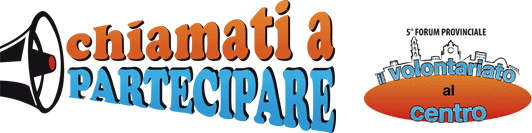 chiamati a
PARTECIPARE
5° FORUM PROVINCIALE
il volontariato
al
centro